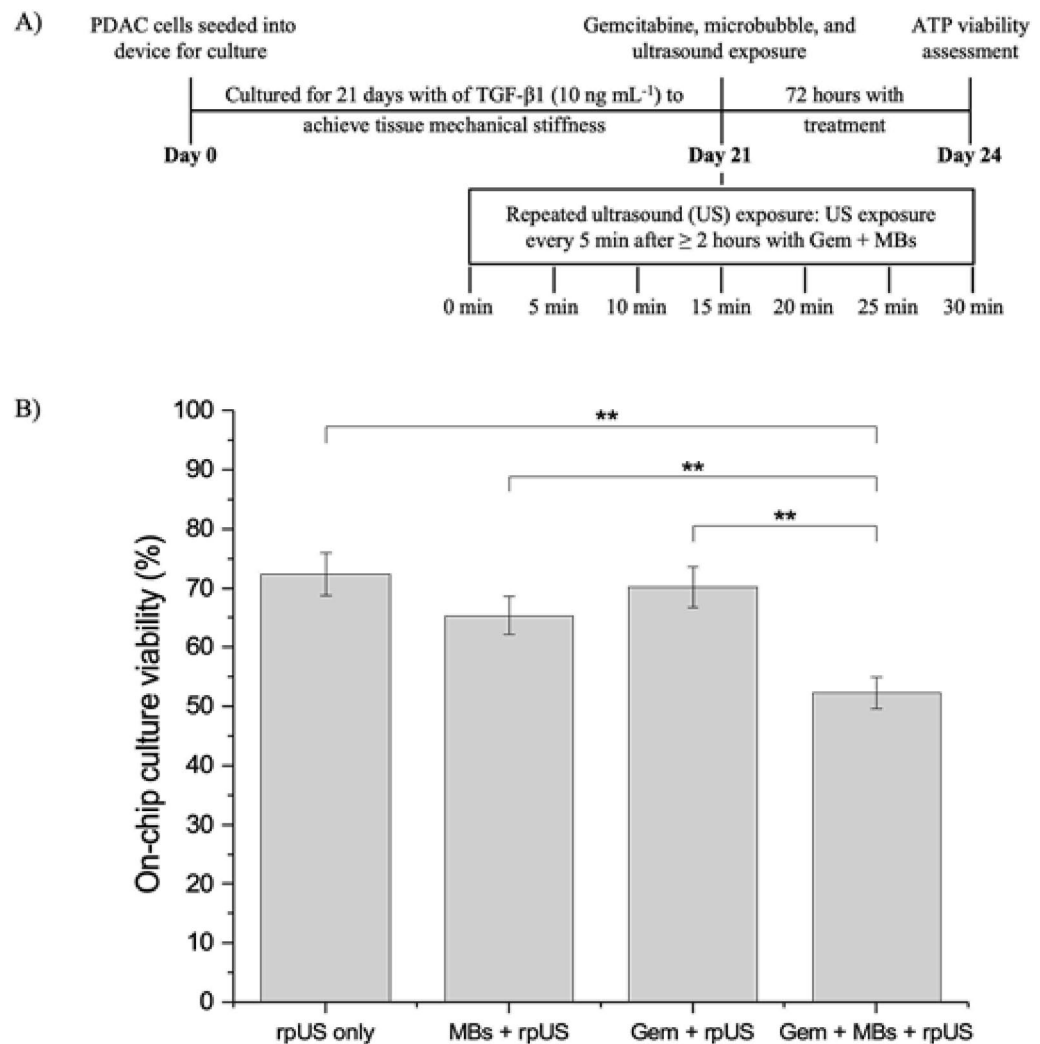 A)
PDAC cells seeded into
device for culture
Gemcitabine, microbubble, and
ultrasound exposure
ATP viability
assessment
Cultured for 21 days with of TGF-β1 (10 ng mL⁻¹) to
achieve tissue mechanical stiffness
72 hours with
treatment
Day 0
Day 21
Day 24
Repeated ultrasound (US) exposure: US exposure
every 5 min after ≥ 2 hours with Gem + MBs
0 min 5 min 10 min 15 min 20 min 25 min 30 min
B)
On-chip culture viability (%)
100
90
80
70
60
50
40
30
20
10
0
**
**
**
rpUS only MBs + rpUS Gem + rpUS Gem + MBs + rpUS